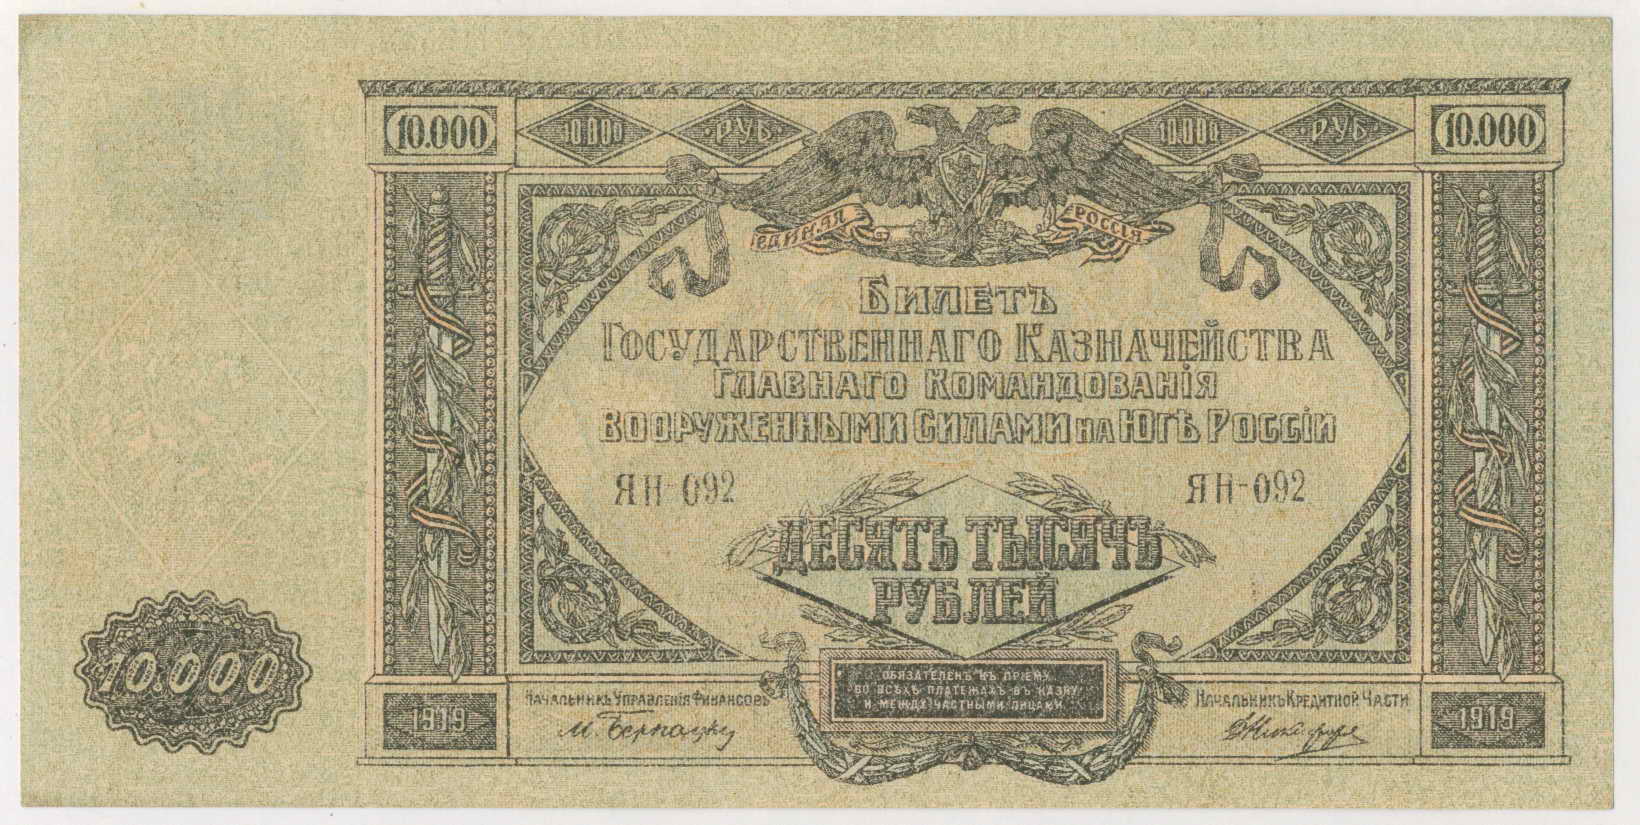 10.000 10.000 РУБ 10.000 РУБ 10.000
ЕДИНАЯ РОССІЯ
БИЛЕТЪ
ГОСУДАРСТВЕННАГО КАЗНАЧЕЙСТВА
ГЛАВНАГО КОМАНДОВАНІЯ
ВООРУЖЕННЫМИ СИЛАМИ НА ЮГѢ РОССІИ
ЯН-092 ЯН-092
ДЕСЯТЬ ТЫСЯЧЪ
РУБЛЕЙ
10.000
ОБЯЗАТЕЛЕНЪ КЪ ПРІЕМУ
ВО ВСѢХЪ ПЛАТЕЖАХЪ ВЪ КАЗНУ
И МЕЖДУ ЧАСТНЫМИ ЛИЦАМИ.
НАЧАЛЬНИКЪ УПРАВЛЕНІЯ ФИНАНСОВЪ НАЧАЛЬНИКЪ КРЕДИТНОЙ ЧАСТИ
1919 М. Бернацку 1919